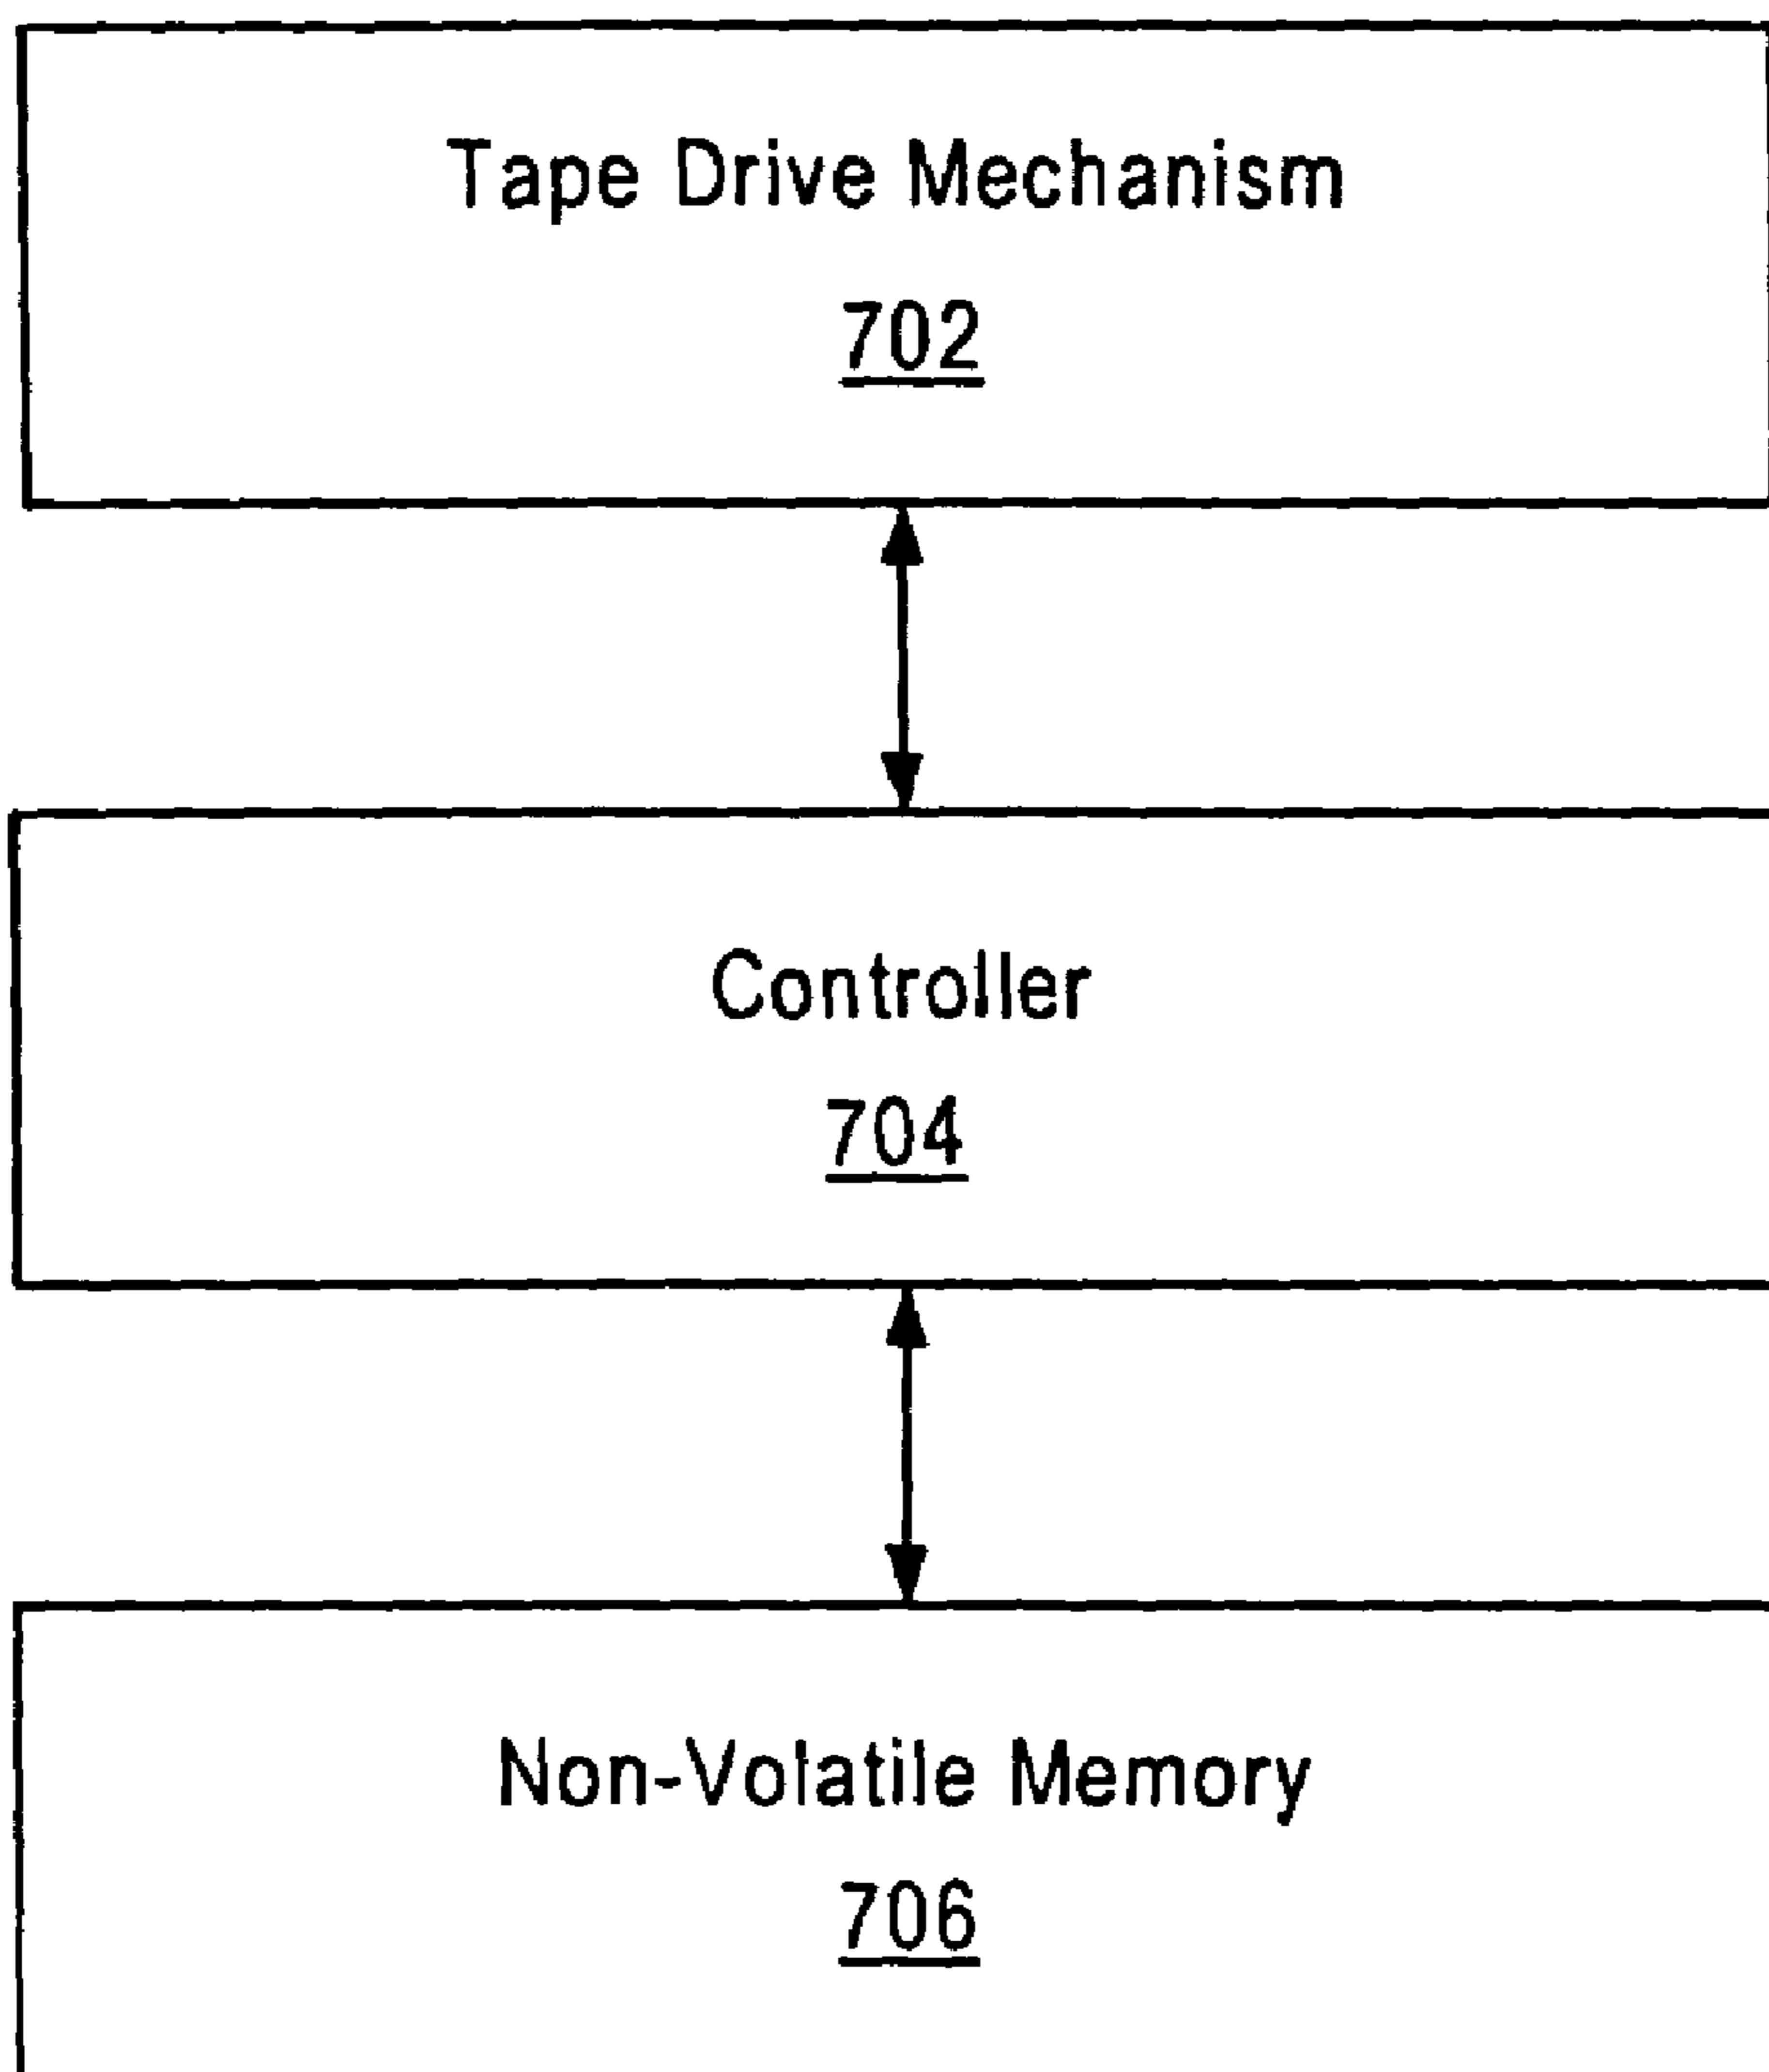 Tape Drive Mechanism
702
Controller
704
Non-Volatile Memory
706